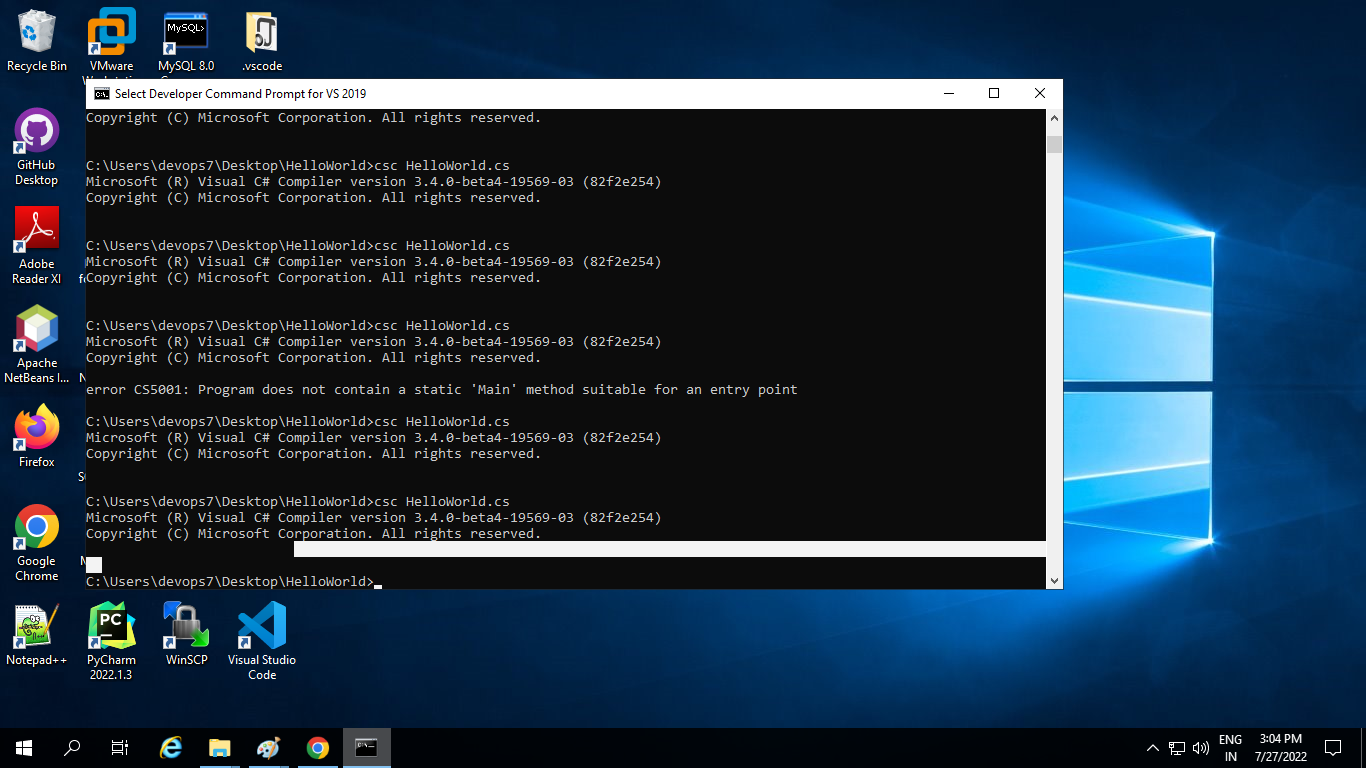 Recycle Bin
VMware
MySQL>
MySQL 8.0
.vscode
Select Developer Command Prompt for VS 2019
Copyright (C) Microsoft Corporation. All rights reserved.
C:\Users\devops7\Desktop\HelloWorld>csc HelloWorld.cs
Microsoft (R) Visual C# Compiler version 3.4.0-beta4-19569-03 (82f2e254)
Copyright (C) Microsoft Corporation. All rights reserved.
C:\Users\devops7\Desktop\HelloWorld>csc HelloWorld.cs
Microsoft (R) Visual C# Compiler version 3.4.0-beta4-19569-03 (82f2e254)
Copyright (C) Microsoft Corporation. All rights reserved.
C:\Users\devops7\Desktop\HelloWorld>csc HelloWorld.cs
Microsoft (R) Visual C# Compiler version 3.4.0-beta4-19569-03 (82f2e254)
Copyright (C) Microsoft Corporation. All rights reserved.
error CS5001: Program does not contain a static 'Main' method suitable for an entry point
C:\Users\devops7\Desktop\HelloWorld>csc HelloWorld.cs
Microsoft (R) Visual C# Compiler version 3.4.0-beta4-19569-03 (82f2e254)
Copyright (C) Microsoft Corporation. All rights reserved.
C:\Users\devops7\Desktop\HelloWorld>csc HelloWorld.cs
Microsoft (R) Visual C# Compiler version 3.4.0-beta4-19569-03 (82f2e254)
Copyright (C) Microsoft Corporation. All rights reserved.
C:\Users\devops7\Desktop\HelloWorld>
GitHub
Desktop
Adobe
Reader XI
Apache
NetBeans I...
Firefox
Google
Chrome
Notepad++
PC
PyCharm
2022.1.3
WinSCP
Visual Studio
Code
ENG
IN
3:04 PM
7/27/2022